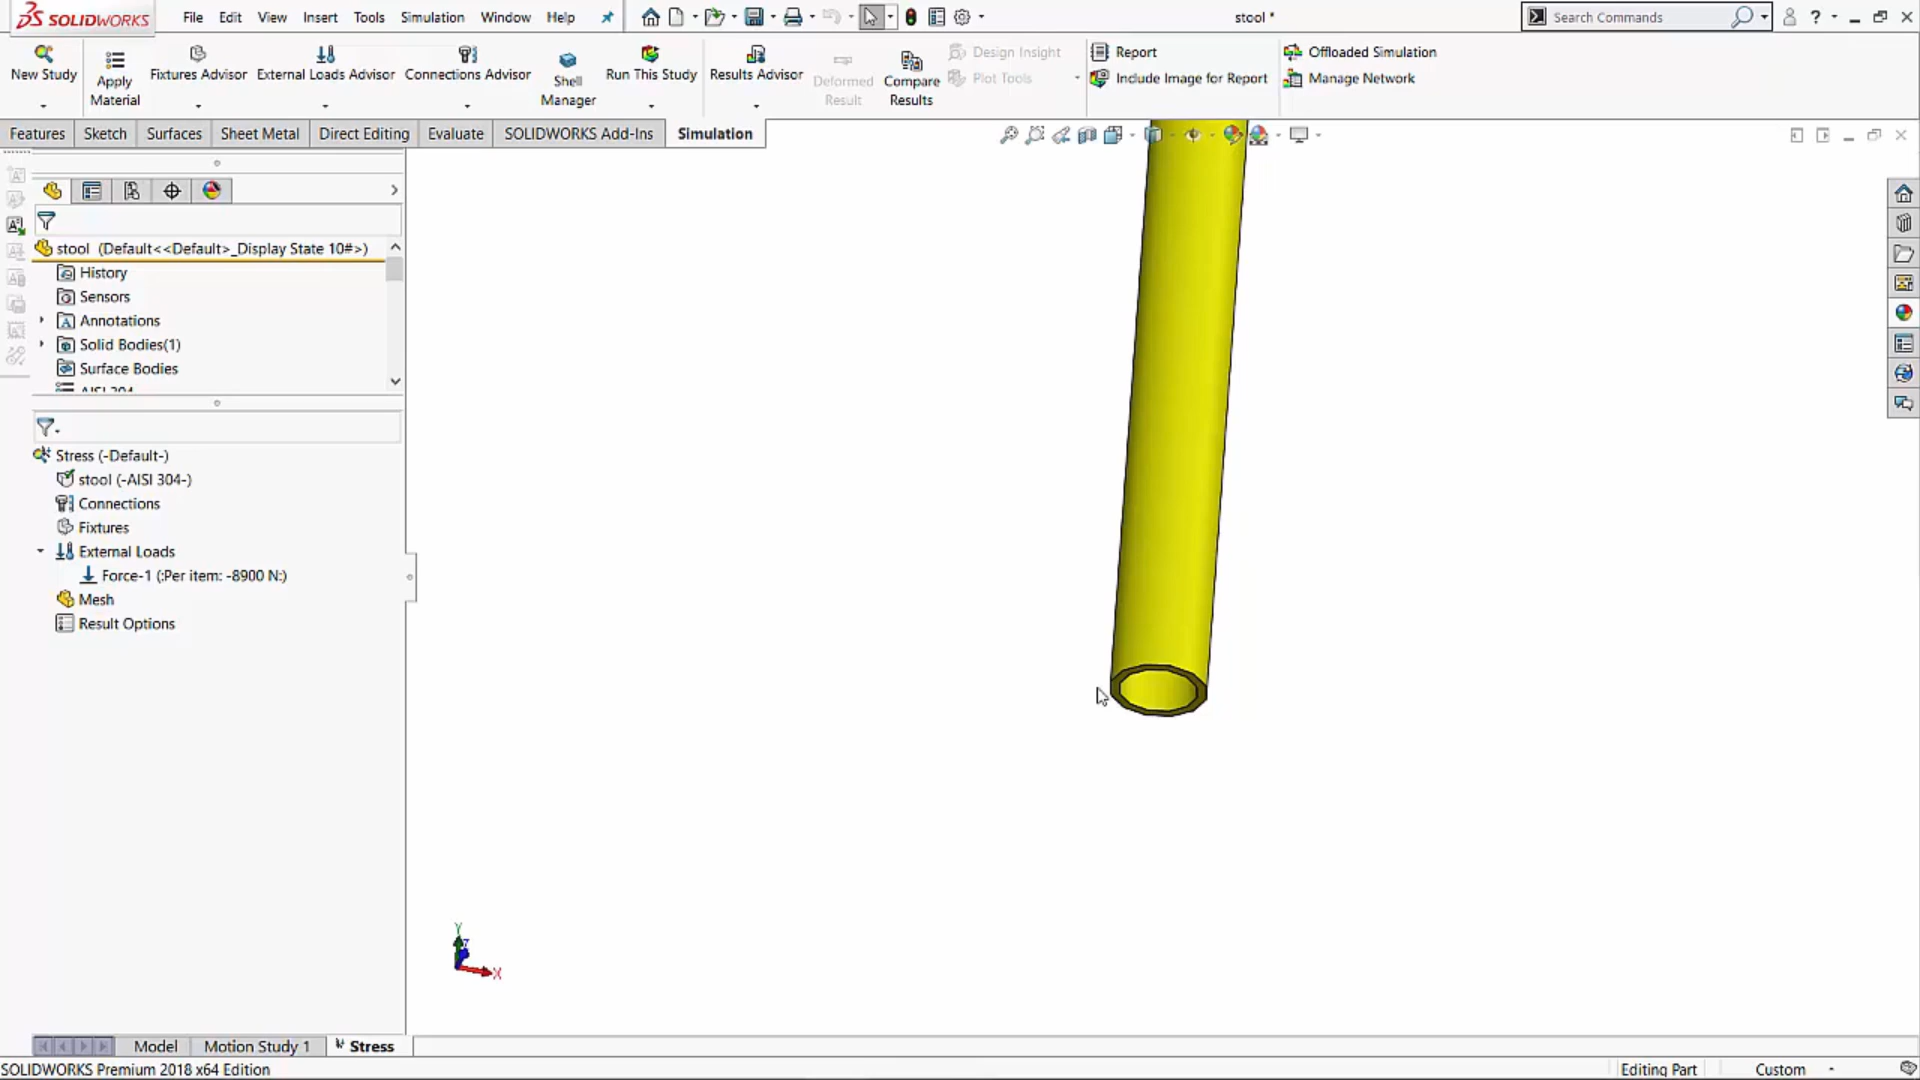 SOLIDWORKS File Edit View Insert Tools Simulation Window Help stool * Search Commands ?
New Study Apply Material Fixtures Advisor External Loads Advisor Connections Advisor Shell Manager Run This Study Results Advisor Deformed Result Compare Results Design Insight Plot Tools Report Include Image for Report Offloaded Simulation Manage Network
Features Sketch Surfaces Sheet Metal Direct Editing Evaluate SOLIDWORKS Add-Ins Simulation
stool (Default<<Default>_Display State 10#>)
History
Sensors
Annotations
Solid Bodies(1)
Surface Bodies
AISI 304
Stress (-Default-)
stool (-AISI 304-)
Connections
Fixtures
External Loads
Force-1 (:Per item: -8900 N:)
Mesh
Result Options
Y
Z
X
Model Motion Study 1 Stress
SOLIDWORKS Premium 2018 x64 Edition Editing Part Custom